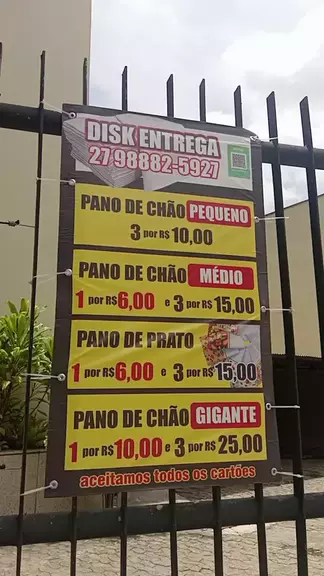 DISK ENTREGA
27 98882-5927
PANO DE CHÃO PEQUENO
3 por R$ 10,00
PANO DE CHÃO MÉDIO
1 por R$ 6,00 e 3 por R$ 15,00
PANO DE PRATO
1 por R$ 6,00 e 3 por R$ 15,00
PANO DE CHÃO GIGANTE
1 por R$ 10,00 e 3 por R$ 25,00
aceitamos todos os cartões